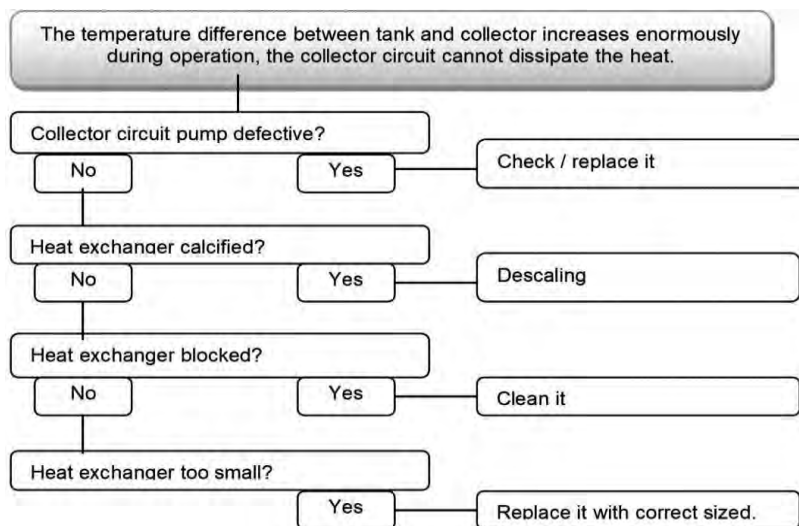 The temperature difference between tank and collector increases enormously
during operation, the collector circuit cannot dissipate the heat.
Collector circuit pump defective?
No
Yes
Check / replace it
Heat exchanger calcified?
No
Yes
Descaling
Heat exchanger blocked?
No
Yes
Clean it
Heat exchanger too small?
Yes
Replace it with correct sized.